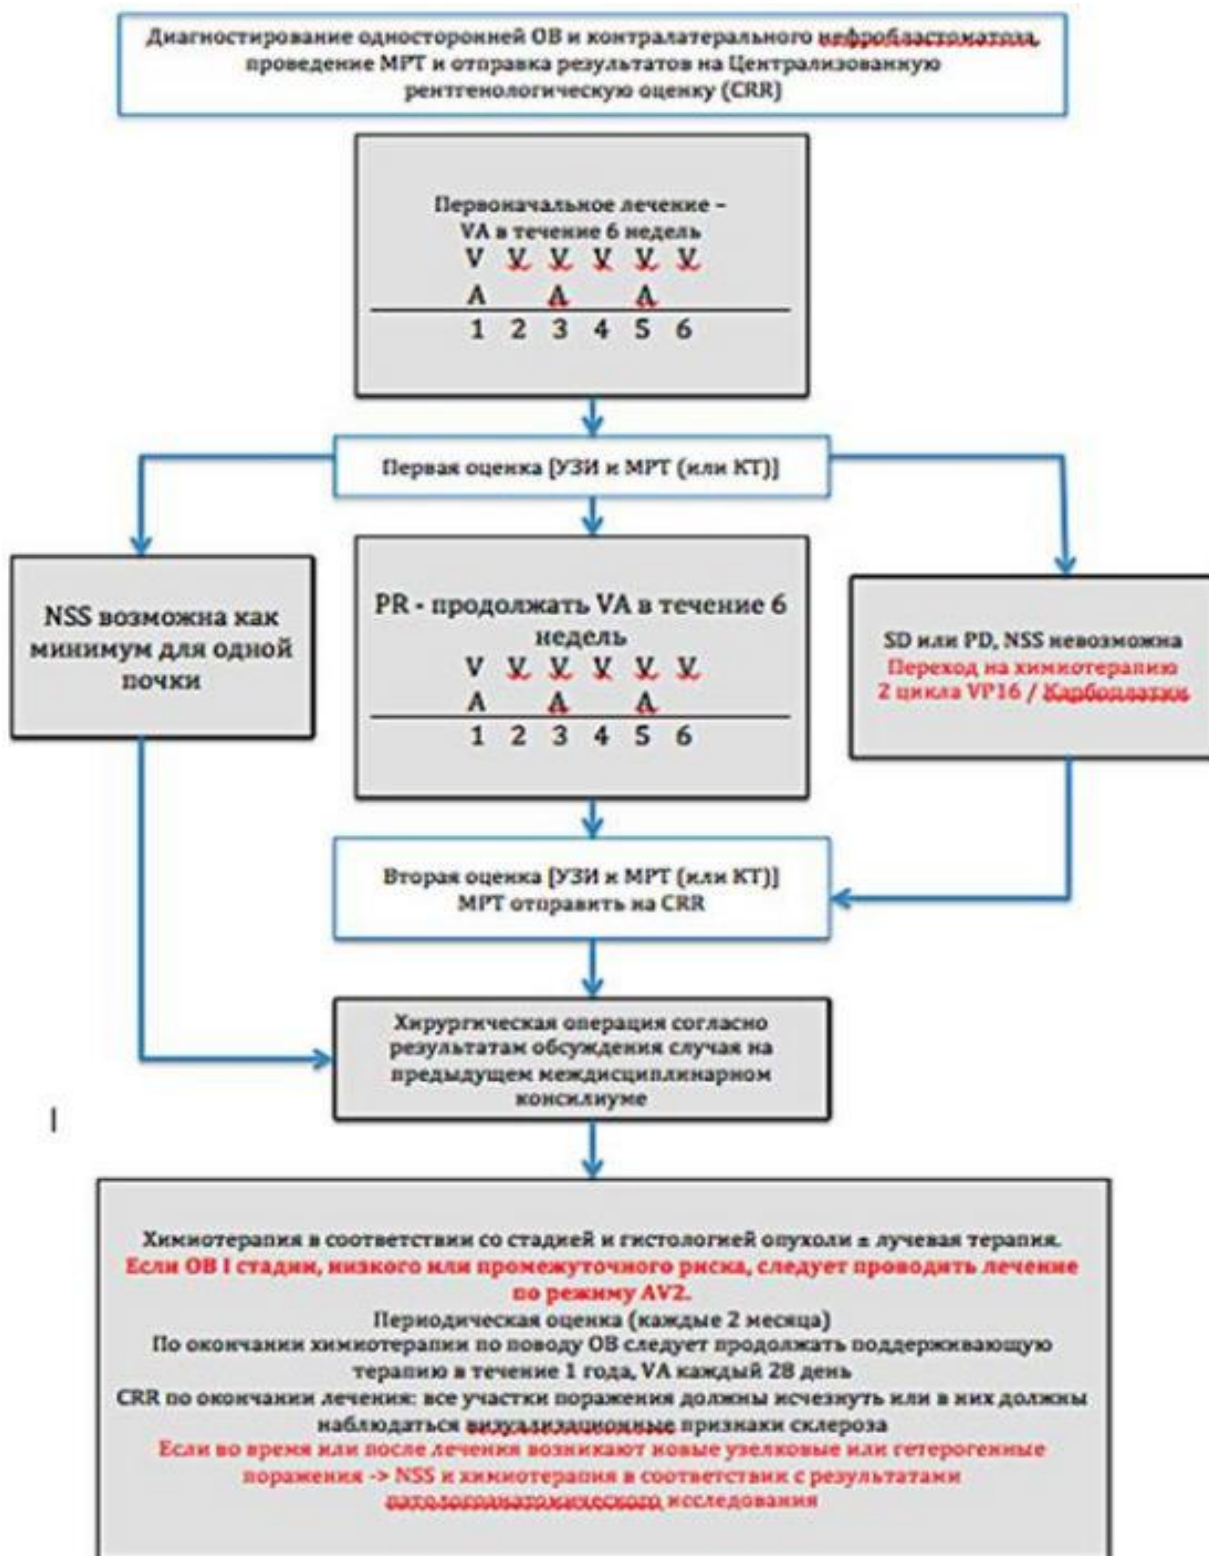 Диагностирование односторонней ОВ и контралатерального нефробластоматоза,
проведение МРТ и отправка результатов на Централизованную
рентгенологическую оценку (CRR)
Первоначальное лечение –
VA в течение 6 недель
V V V V V V
A A A
1 2 3 4 5 6
Первая оценка [УЗИ и МРТ (или КТ)]
NSS возможна как
минимум для одной
почки
PR - продолжать VA в течение 6
недель
V V V V V V
A A A
1 2 3 4 5 6
SD или PD, NSS невозможна
Переход на химиотерапию
2 цикла VP16 / Карбоплатин
Вторая оценка [УЗИ и МРТ (или КТ)]
МРТ отправить на CRR
Хирургическая операция согласно
результатам обсуждения случая на
предыдущем междисциплинарном
консилиуме
Химиотерапия в соответствии со стадией и гистологией опухоли ± лучевая терапия.
Если ОВ I стадии, низкого или промежуточного риска, следует проводить лечение
по режиму AV2.
Периодическая оценка (каждые 2 месяца)
По окончании химиотерапии по поводу ОВ следует продолжать поддерживающую
терапию в течение 1 года, VA каждый 28 день
CRR по окончании лечения: все участки поражения должны исчезнуть или в них должны
наблюдаться визуализационные признаки склероза
Если во время или после лечения возникают новые узелковые или гетерогенные
поражения -> NSS и химиотерапия в соответствии с результатами
патологоанатомического исследования